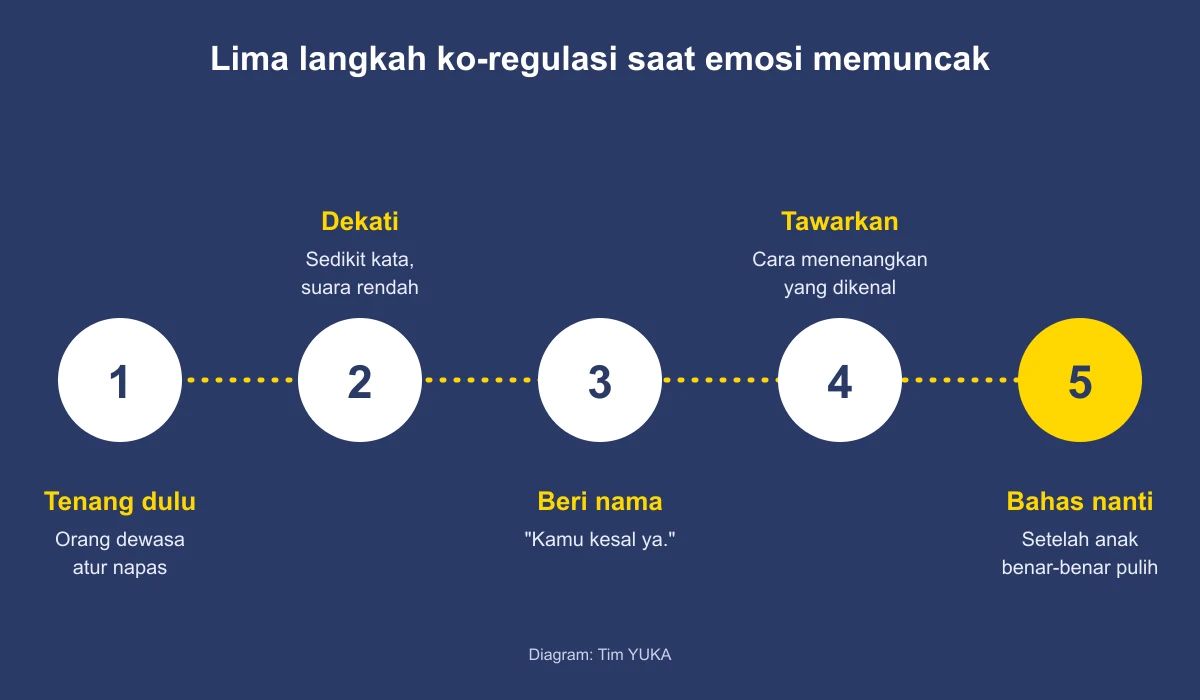 Lima langkah ko-regulasi saat emosi memuncak
1
Tenang dulu
Orang dewasa
atur napas
2
Dekati
Sedikit kata,
suara rendah
3
Beri nama
"Kamu kesal ya."
4
Tawarkan
Cara menenangkan
yang dikenal
5
Bahas nanti
Setelah anak
benar-benar pulih
Diagram: Tim YUKA